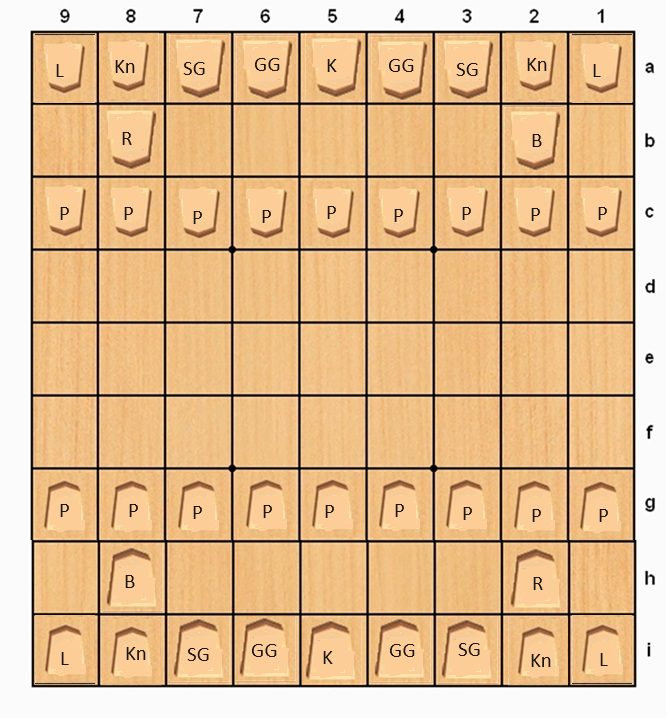 9 8 7 6 5 4 3 2 1
L Kn SG GG K GG SG Kn L a
R B b
P P P P P P P P P c
d
e
f
P P P P P P P P P g
B R h
L Kn SG GG K GG SG Kn L i